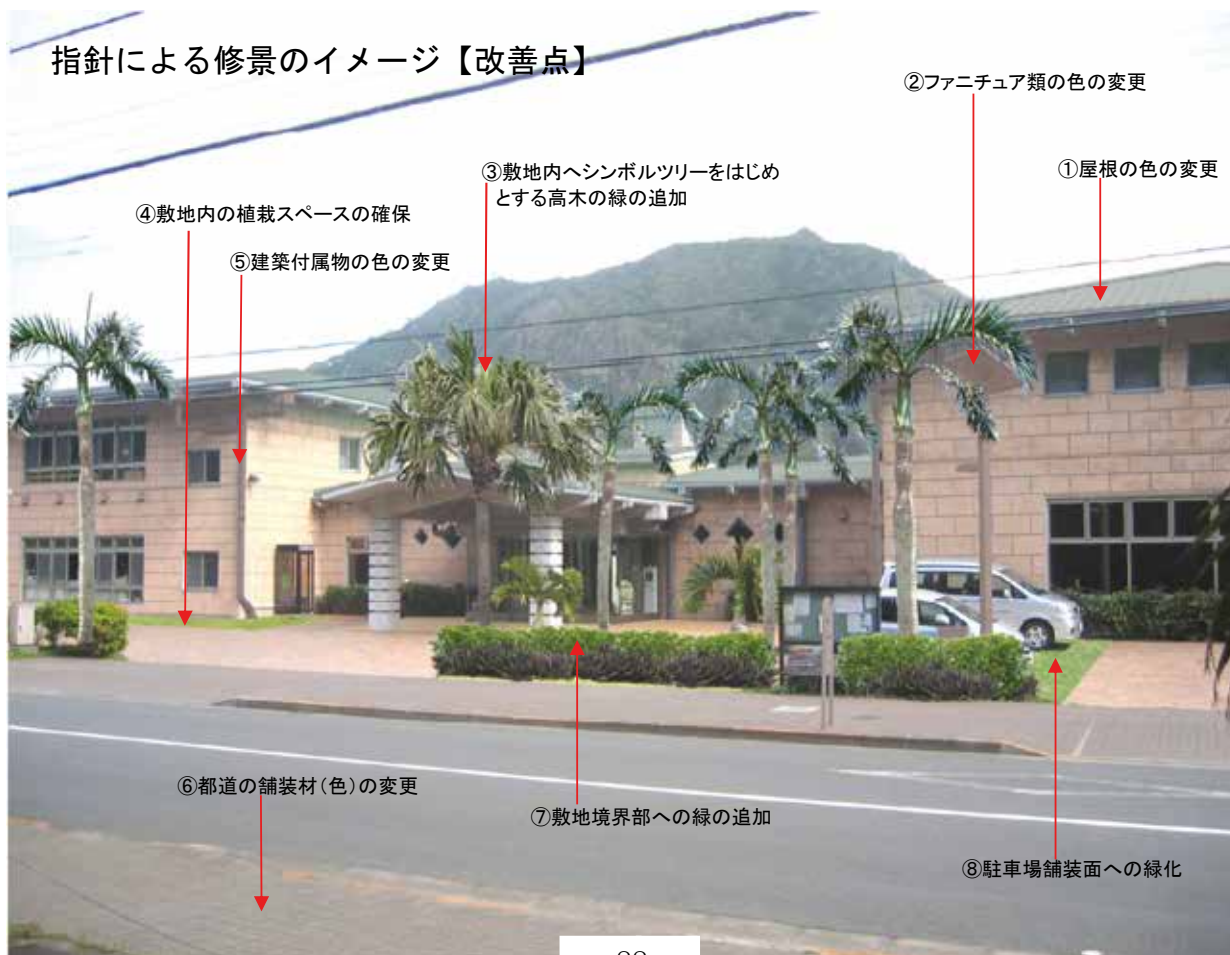 指針による修景のイメージ【改善点】
②ファニチュア類の色の変更
①屋根の色の変更
③敷地内へシンボルツリーをはじめ
とする高木の緑の追加
④敷地内の植栽スペースの確保
⑤建築付属物の色の変更
⑥都道の舗装材(色)の変更
⑦敷地境界部への緑の追加
⑧駐車場舗装面への緑化